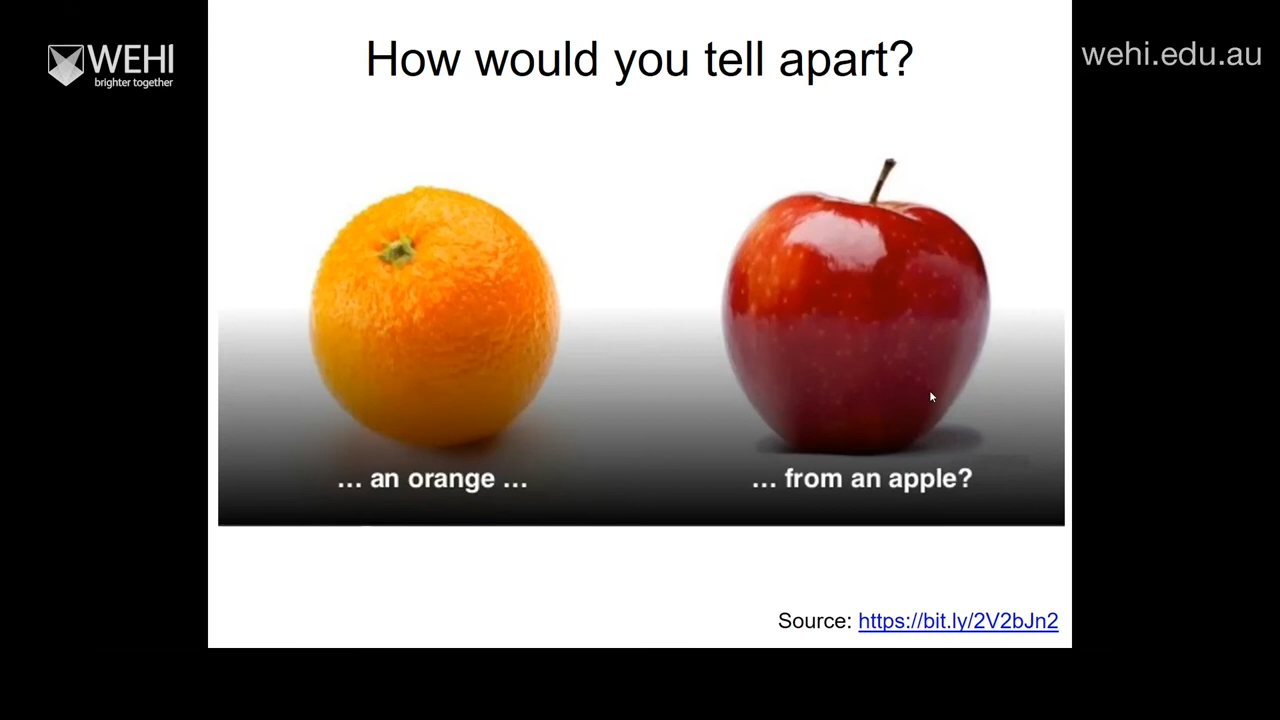 WEHI
brighter together
How would you tell apart?
wehi.edu.au
... an orange ...
... from an apple?
Source: https://bit.ly/2V2bJn2